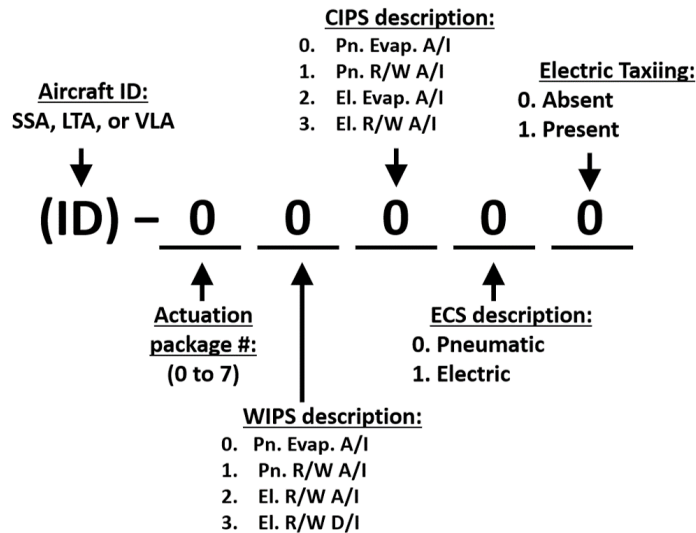 CIPS description:
0. Pn. Evap. A/I
1. Pn. R/W A/I
2. El. Evap. A/I
3. El. R/W A/I
Electric Taxiing:
0. Absent
1. Present
Aircraft ID:
SSA, LTA, or VLA
(ID) – 0 0 0 0 0
Actuation
package #:
(0 to 7)
ECS description:
0. Pneumatic
1. Electric
WIPS description:
0. Pn. Evap. A/I
1. Pn. R/W A/I
2. El. R/W A/I
3. El. R/W D/I